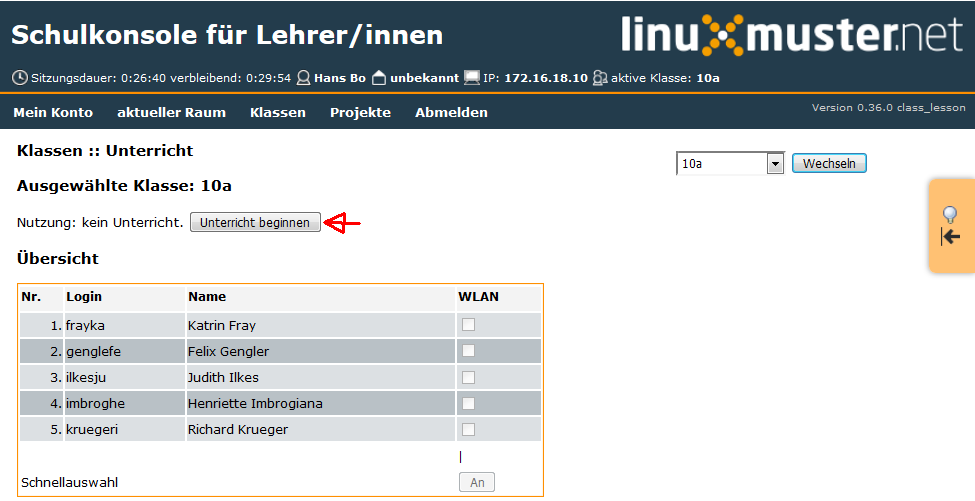 Schulkonsole für Lehrer/innen
linuxmuster.net
Sitzungsdauer: 0:26:40 verbleibend: 0:29:54 Hans Bo unbekannt IP: 172.16.18.10 aktive Klasse: 10a
Mein Konto aktueller Raum Klassen Projekte Abmelden
Version 0.36.0 class_lesson
Klassen :: Unterricht
10a Wechseln
Ausgewählte Klasse: 10a
Nutzung: kein Unterricht. Unterricht beginnen
Übersicht
Nr. Login Name WLAN
1. frayka Katrin Fray
2. genglefe Felix Gengler
3. ilkesju Judith Ilkes
4. imbroghe Henriette Imbrogiana
5. kruegeri Richard Krueger
|
Schnellauswahl An